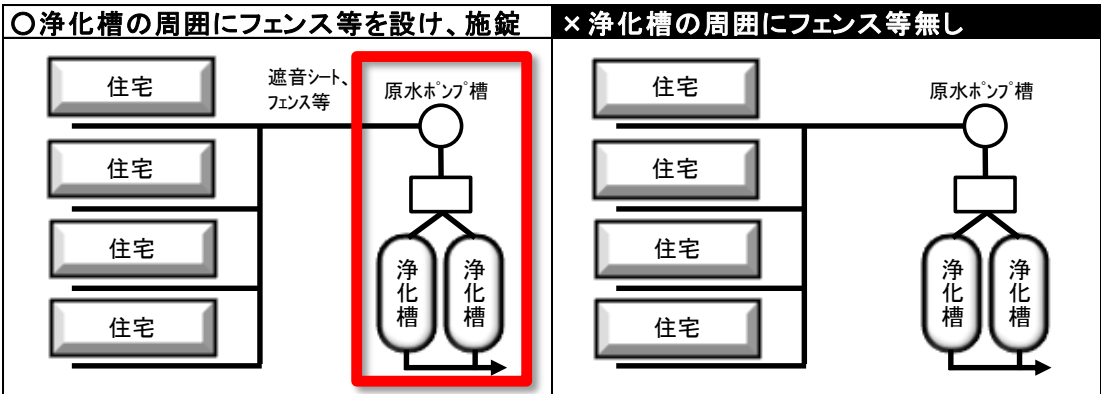 〇浄化槽の周囲にフェンス等を設け、施錠
住宅
遮音シート、
フェンス等
原水ポンプ槽
住宅
住宅
住宅
浄化槽
浄化槽
×浄化槽の周囲にフェンス等無し
住宅
原水ポンプ槽
住宅
住宅
住宅
浄化槽
浄化槽